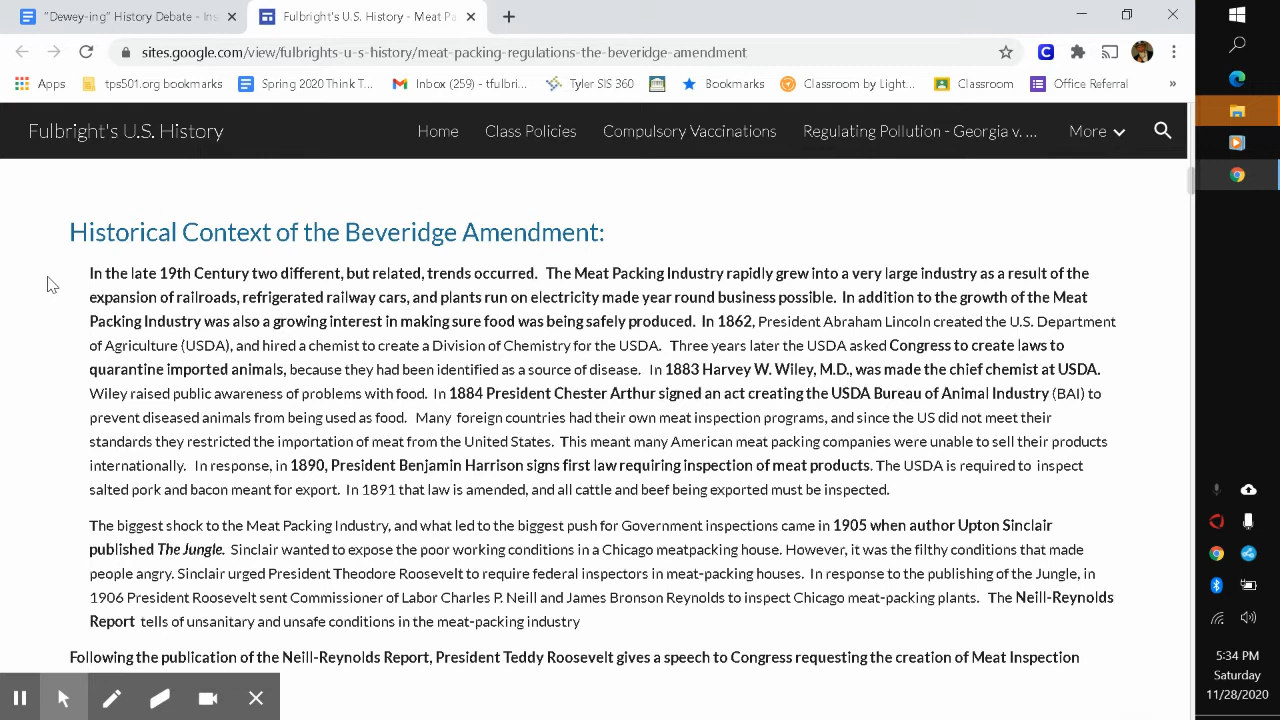 "Dewey-ing" History Debate - Ins
Fulbright's U.S. History - Meat Pa
sites.google.com/view/fulbrights-u-s-history/meat-packing-regulations-the-beveridge-amendment
Apps
tps501.org bookmarks
Spring 2020 Think T...
Inbox (259) - tfulbri...
Tyler SIS 360
Bookmarks
Classroom by Light...
Classroom
Office Referral
»
Fulbright's U.S. History
Home
Class Policies
Compulsory Vaccinations
Regulating Pollution - Georgia v. ...
More
Historical Context of the Beveridge Amendment:
In the late 19th Century two different, but related, trends occurred. The Meat Packing Industry rapidly grew into a very large industry as a result of the
expansion of railroads, refrigerated railway cars, and plants run on electricity made year round business possible. In addition to the growth of the Meat
Packing Industry was also a growing interest in making sure food was being safely produced. In 1862, President Abraham Lincoln created the U.S. Department
of Agriculture (USDA), and hired a chemist to create a Division of Chemistry for the USDA. Three years later the USDA asked Congress to create laws to
quarantine imported animals, because they had been identified as a source of disease. In 1883 Harvey W. Wiley, M.D., was made the chief chemist at USDA.
Wiley raised public awareness of problems with food. In 1884 President Chester Arthur signed an act creating the USDA Bureau of Animal Industry (BAI) to
prevent diseased animals from being used as food. Many foreign countries had their own meat inspection programs, and since the US did not meet their
standards they restricted the importation of meat from the United States. This meant many American meat packing companies were unable to sell their products
internationally. In response, in 1890, President Benjamin Harrison signs first law requiring inspection of meat products. The USDA is required to inspect
salted pork and bacon meant for export. In 1891 that law is amended, and all cattle and beef being exported must be inspected.
The biggest shock to the Meat Packing Industry, and what led to the biggest push for Government inspections came in 1905 when author Upton Sinclair
published The Jungle. Sinclair wanted to expose the poor working conditions in a Chicago meatpacking house. However, it was the filthy conditions that made
people angry. Sinclair urged President Theodore Roosevelt to require federal inspectors in meat-packing houses. In response to the publishing of the Jungle, in
1906 President Roosevelt sent Commissioner of Labor Charles P. Neill and James Bronson Reynolds to inspect Chicago meat-packing plants. The Neill-Reynolds
Report tells of unsanitary and unsafe conditions in the meat-packing industry
Following the publication of the Neill-Reynolds Report, President Teddy Roosevelt gives a speech to Congress requesting the creation of Meat Inspection
5:34 PM
Saturday
11/28/2020